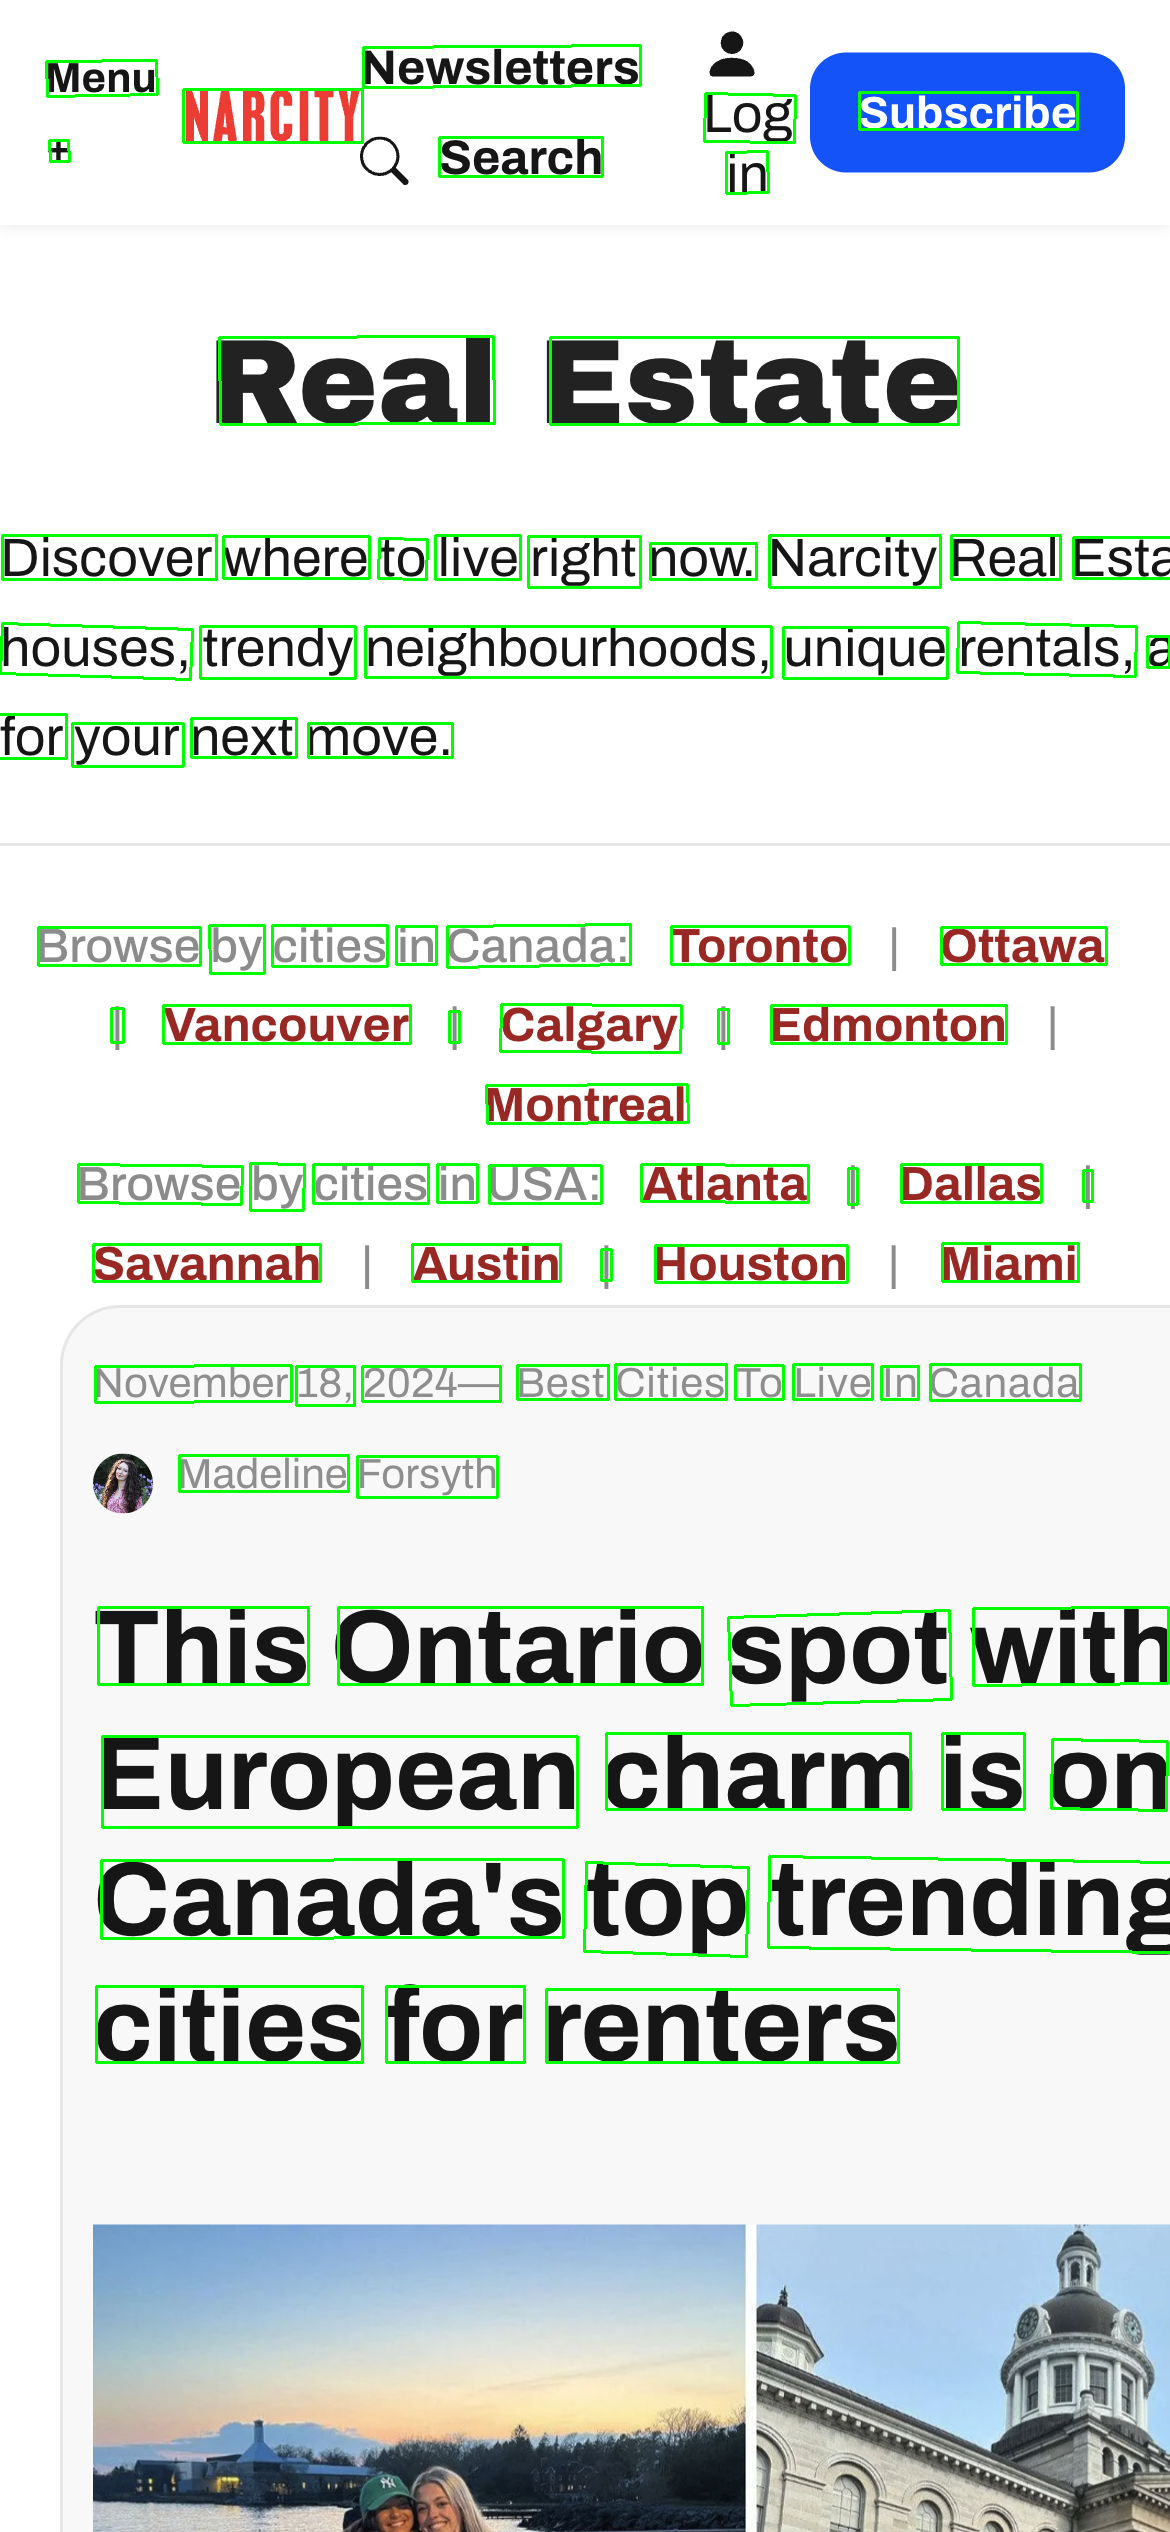 Menu
+
NARCITY
Newsletters
Search
Log
in
Subscribe
Real Estate
Discover where to live right now. Narcity Real Esta
houses, trendy neighbourhoods, unique rentals, a
for your next move.
Browse by cities in Canada: Toronto | Ottawa
| Vancouver | Calgary | Edmonton |
Montreal
Browse by cities in USA: Atlanta | Dallas |
Savannah | Austin | Houston | Miami
November 18, 2024— Best Cities To Live In Canada
Madeline Forsyth
This Ontario spot with
European charm is on
Canada's top trending
cities for renters